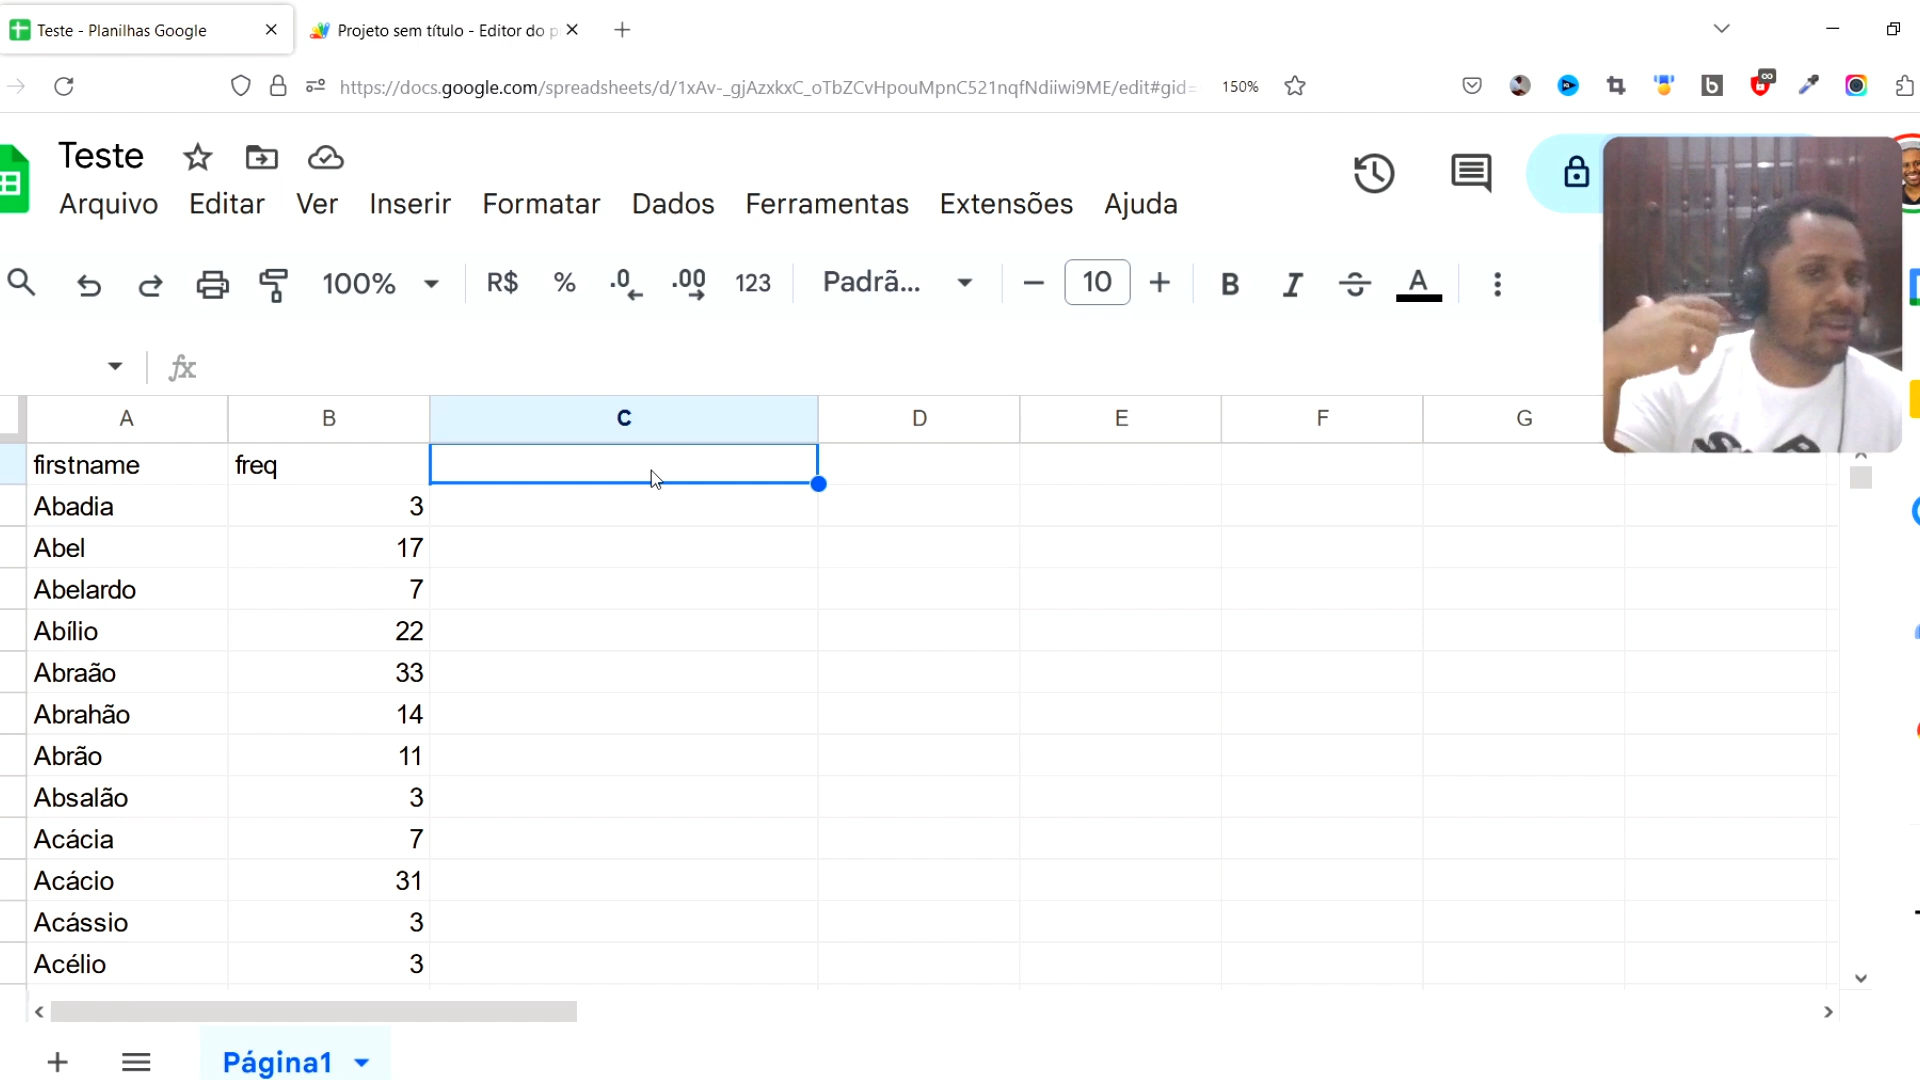 Teste - Planilhas Google
Projeto sem título - Editor do p
https://docs.google.com/spreadsheets/d/1xAv-_gjAzxkxC_oTbZCvHpouMpnC521nqfNdiiwi9ME/edit#gid=
150%
Teste
Arquivo Editar Ver Inserir Formatar Dados Ferramentas Extensões Ajuda
100% R$ % .0 .00 123 Padrã... 10 B I S A
fx
A B C D E F G
firstname freq
Abadia 3
Abel 17
Abelardo 7
Abílio 22
Abraão 33
Abrahão 14
Abrão 11
Absalão 3
Acácia 7
Acácio 31
Acássio 3
Acélio 3
Página1